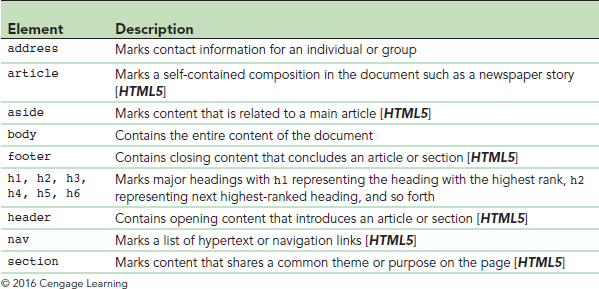 Element Description
address Marks contact information for an individual or group
article Marks a self-contained composition in the document such as a newspaper story
[HTML5]
aside Marks content that is related to a main article [HTML5]
body Contains the entire content of the document
footer Contains closing content that concludes an article or section [HTML5]
h1, h2, h3, Marks major headings with h1 representing the heading with the highest rank, h2
h4, h5, h6 representing next highest-ranked heading, and so forth
header Contains opening content that introduces an article or section [HTML5]
nav Marks a list of hypertext or navigation links [HTML5]
section Marks content that shares a common theme or purpose on the page [HTML5]
© 2016 Cengage Learning